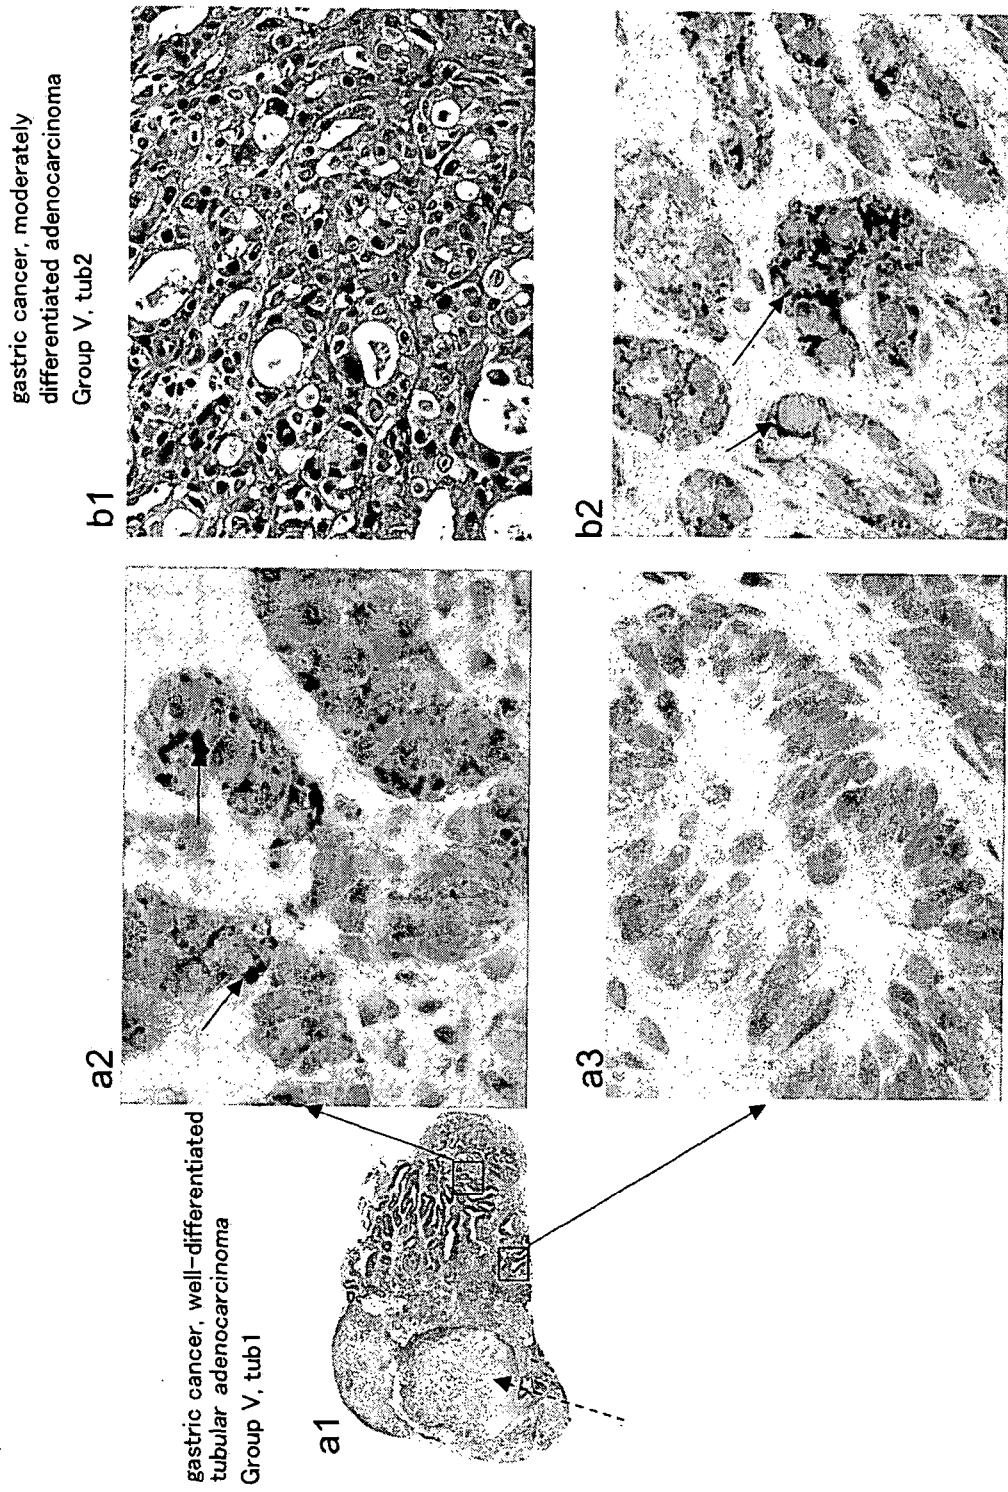 gastric cancer, well-differentiated
tubular adenocarcinoma
Group V, tub1
a1
a2
a3
gastric cancer, moderately
differentiated adenocarcinoma
Group V, tub2
b1
b2